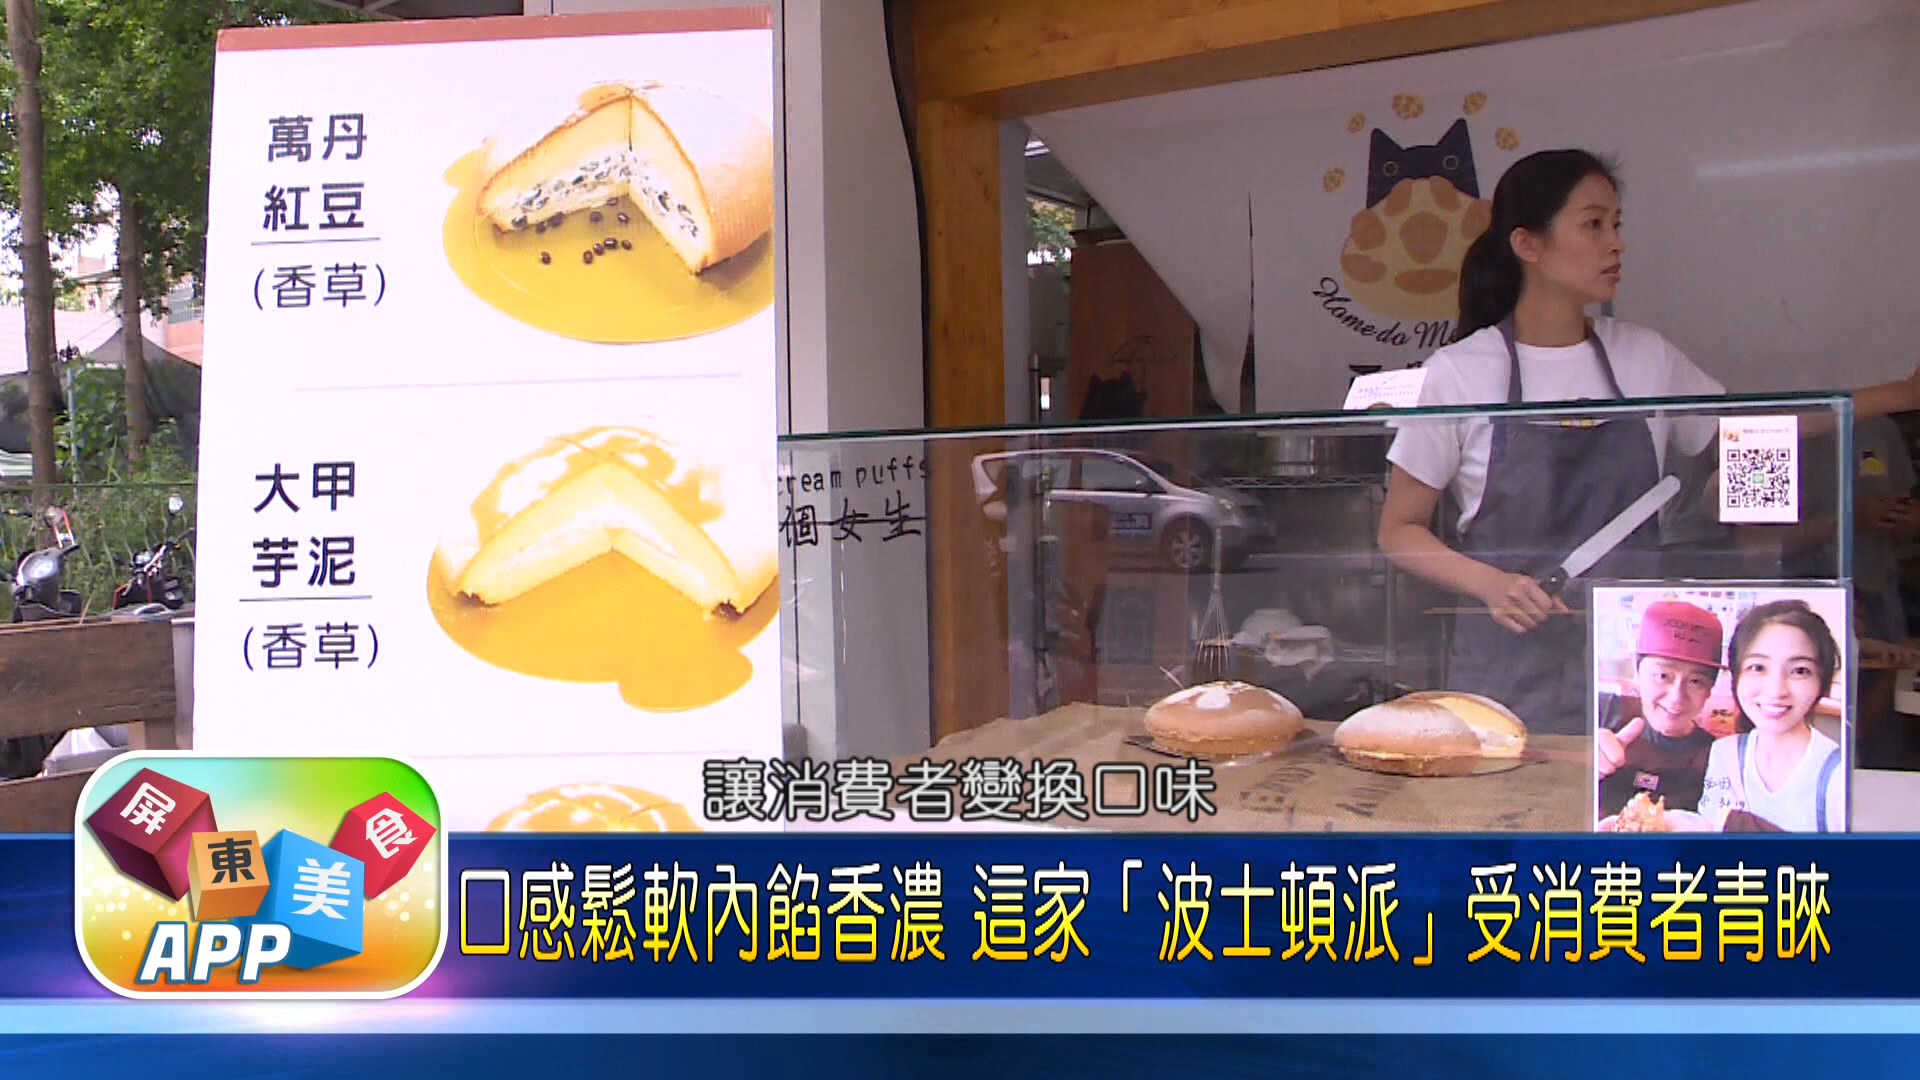 萬丹
紅豆
(香草)
大甲
芋泥
(香草)
Home-do
cream puffs
個女生
讓消費者變換口味
屏東美食
APP
口感鬆軟內餡香濃 這家「波士頓派」受消費者青睞